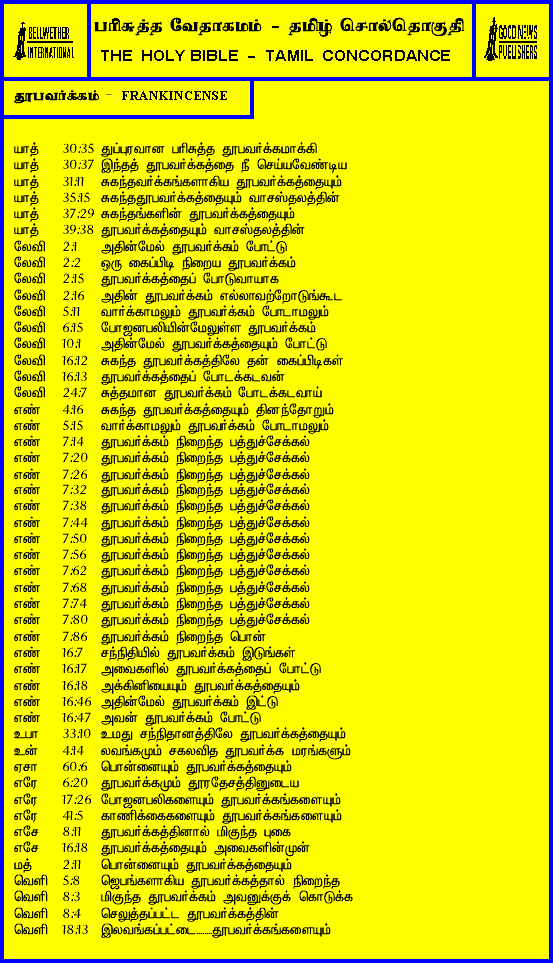 BELLWETHER
INTERNATIONAL
பரிசுத்த வேதாகமம் - தமிழ் சொல்தொகுதி
THE HOLY BIBLE - TAMIL CONCORDANCE
GOOD NEWS
PUBLISHERS
தூபவர்க்கம் - FRANKINCENSE
யாத் 30:35 துப்புரவான பரிசுத்த தூபவர்க்கமாக்கி
யாத் 30:37 இந்தத் தூபவர்க்கத்தை நீ செய்யவேண்டிய
யாத் 31:11 சுகந்தவர்க்கங்களாகிய தூபவர்க்கத்தையும்
யாத் 35:15 சுகந்ததூபவர்க்கத்தையும் வாசஸ்தலத்தின்
யாத் 37:29 சுகந்தங்களின் தூபவர்க்கத்தையும்
யாத் 39:38 தூபவர்க்கத்தையும் வாசஸ்தலத்தின்
லேவி 2:1 அதின்மேல் தூபவர்க்கம் போட்டு
லேவி 2:2 ஒரு கைப்பிடி நிறைய தூபவர்க்கம்
லேவி 2:15 தூபவர்க்கத்தைப் போடுவாயாக
லேவி 2:16 அதின் தூபவர்க்கம் எல்லாவற்றோடுங்கூட
லேவி 5:11 வார்க்காமலும் தூபவர்க்கம் போடாமலும்
லேவி 6:15 போஜனபலியின்மேலுள்ள தூபவர்க்கம்
லேவி 10:1 அதின்மேல் தூபவர்க்கத்தையும் போட்டு
லேவி 16:12 சுகந்த தூபவர்க்கத்திலே தன் கைப்பிடிகள்
லேவி 16:13 தூபவர்க்கத்தைப் போடக்கடவன்
லேவி 24:7 சுத்தமான தூபவர்க்கம் போடக்கடவாய்
எண் 4:16 சுகந்த தூபவர்க்கத்தையும் தினந்தோறும்
எண் 5:15 வார்க்காமலும் தூபவர்க்கம் போடாமலும்
எண் 7:14 தூபவர்க்கம் நிறைந்த பத்துச்சேக்கல்
எண் 7:20 தூபவர்க்கம் நிறைந்த பத்துச்சேக்கல்
எண் 7:26 தூபவர்க்கம் நிறைந்த பத்துச்சேக்கல்
எண் 7:32 தூபவர்க்கம் நிறைந்த பத்துச்சேக்கல்
எண் 7:38 தூபவர்க்கம் நிறைந்த பத்துச்சேக்கல்
எண் 7:44 தூபவர்க்கம் நிறைந்த பத்துச்சேக்கல்
எண் 7:50 தூபவர்க்கம் நிறைந்த பத்துச்சேக்கல்
எண் 7:56 தூபவர்க்கம் நிறைந்த பத்துச்சேக்கல்
எண் 7:62 தூபவர்க்கம் நிறைந்த பத்துச்சேக்கல்
எண் 7:68 தூபவர்க்கம் நிறைந்த பத்துச்சேக்கல்
எண் 7:74 தூபவர்க்கம் நிறைந்த பத்துச்சேக்கல்
எண் 7:80 தூபவர்க்கம் நிறைந்த பத்துச்சேக்கல்
எண் 7:86 தூபவர்க்கம் நிறைந்த பொன்
எண் 16:7 சந்நிதியில் தூபவர்க்கம் இடுங்கள்
எண் 16:17 அவைகளில் தூபவர்க்கத்தைப் போட்டு
எண் 16:18 அக்கினியையும் தூபவர்க்கத்தையும்
எண் 16:46 அதின்மேல் தூபவர்க்கம் இட்டு
எண் 16:47 அவன் தூபவர்க்கம் போட்டு
உபா 33:10 உமது சந்நிதானத்திலே தூபவர்க்கத்தையும்
உன் 4:14 லவங்கமும் சகலவித தூபவர்க்க மரங்களும்
ஏசா 60:6 பொன்னையும் தூபவர்க்கத்தையும்
எரே 6:20 தூபவர்க்கமும் தூரதேசத்தினுடைய
எரே 17:26 போஜனபலிகளையும் தூபவர்க்கங்களையும்
எரே 41:5 காணிக்கைகளையும் தூபவர்க்கங்களையும்
எசே 8:11 தூபவர்க்கத்தினால் மிகுந்த புகை
எசே 16:18 தூபவர்க்கத்தையும் அவைகளின்முன்
மத் 2:11 பொன்னையும் தூபவர்க்கத்தையும்
வெளி 5:8 ஜெபங்களாகிய தூபவர்க்கத்தால் நிறைந்த
வெளி 8:3 மிகுந்த தூபவர்க்கம் அவனுக்குக் கொடுக்க
வெளி 8:4 செலுத்தப்பட்ட தூபவர்க்கத்தின்
வெளி 18:13 இலவங்கப்பட்டை.......தூபவர்க்கங்களையும்